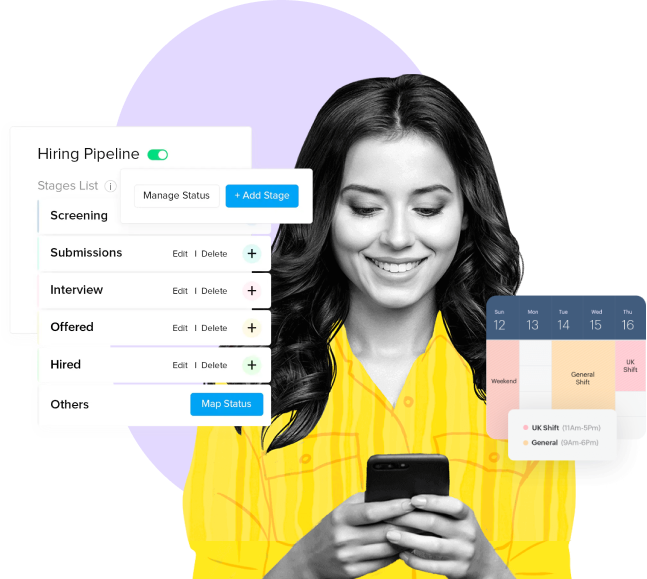 Hiring Pipeline
Stages List i
Manage Status + Add Stage
Screening
Submissions Edit | Delete +
Interview Edit | Delete +
Offered Edit | Delete +
Hired Edit | Delete +
Others Map Status
Sun Mon Tue Wed Thu
12 13 14 15 16
Weekend
General
Shift
UK
Shift
UK Shift (11Am-5Pm)
General (9Am-6Pm)